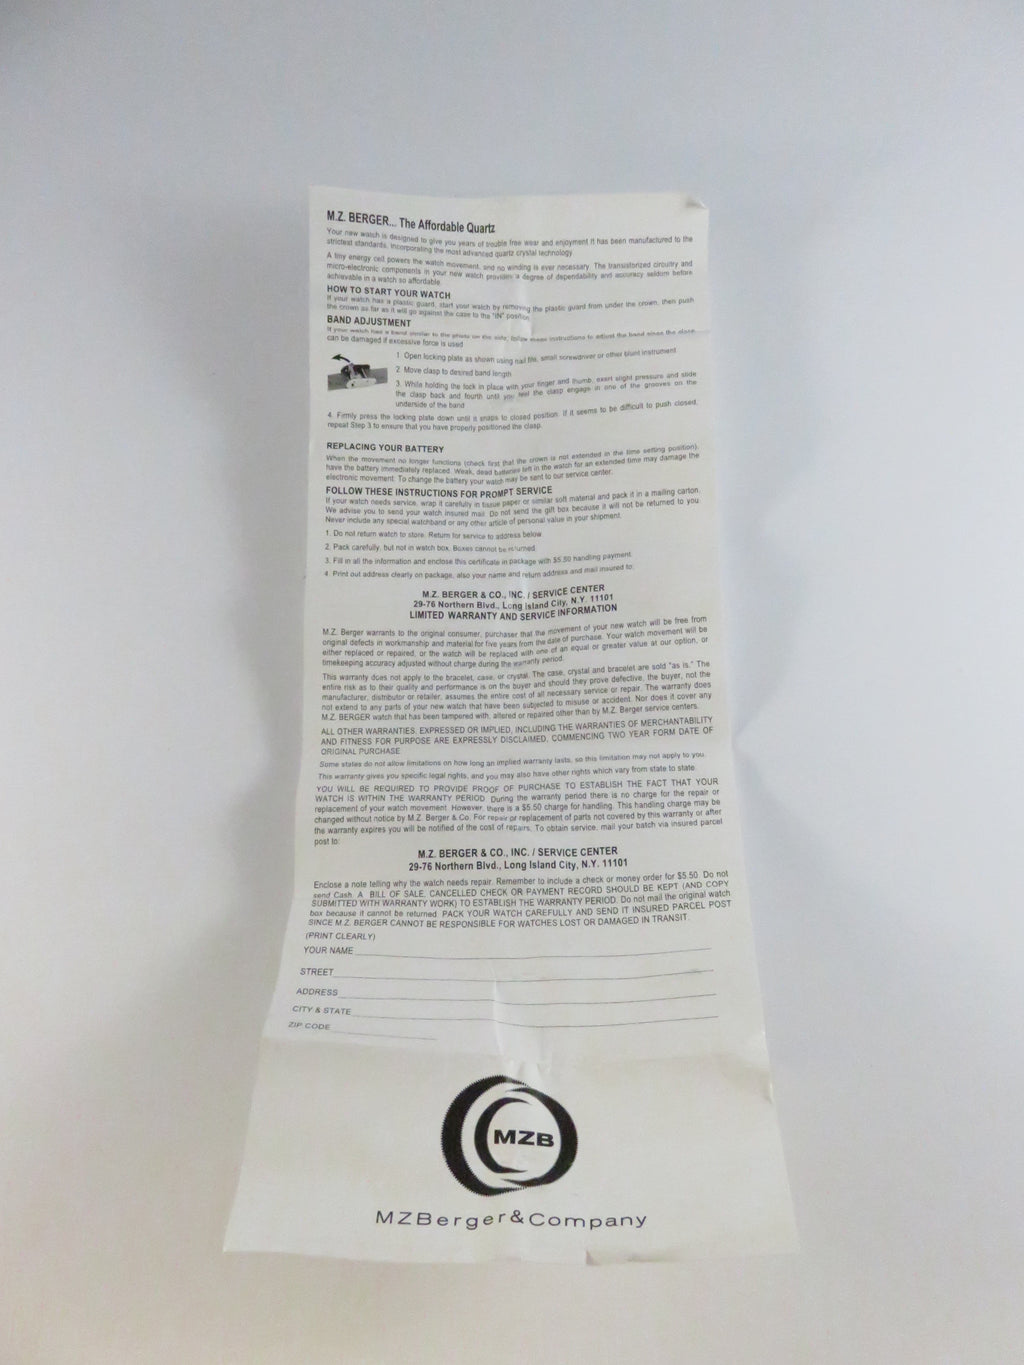 M.Z. BERGER... The Affordable Quartz
Your new watch is designed to give you years of trouble free wear and enjoyment It has been manufactured to the
strictest standards, incorporating the most advanced quartz crystal technology
A tiny energy cell powers the watch movement, and no winding is ever necessary. The transistorized circuitry and
micro-electronic components in your new watch provides a degree of dependability and accuracy seldom before
achievable in a watch so affordable.
HOW TO START YOUR WATCH
If your watch has a plastic guard, start your watch by removing the plastic guard from under the crown, then push
the crown as far as it will go against the case to the "IN" position
BAND ADJUSTMENT
If your watch has a band similar to the photo on the side, follow these instructions to adjust the band since the clasp
can be damaged if excessive force is used
1. Open locking plate as shown using nail file, small screwdriver or other blunt instrument
2. Move clasp to desired band length
3. While holding the lock in place with your finger and thumb, exert slight pressure and slide
the clasp back and fourth until you feel the clasp engage in one of the grooves on the
underside of the band
4. Firmly press the locking plate down until it snaps to closed position. If it seems to be difficult to push closed,
repeat Step 3 to ensure that you have properly positioned the clasp.
REPLACING YOUR BATTERY
When the movement no longer functions (check first that the crown is not extended in the time setting position),
have the battery immediately replaced. Weak, dead batteries left in the watch for an extended time may damage the
electronic movement. To change the battery your watch may be sent to our service center.
FOLLOW THESE INSTRUCTIONS FOR PROMPT SERVICE
If your watch needs service, wrap it carefully in tissue paper or similar soft material and pack it in a mailing carton.
We advise you to send your watch insured mail. Do not send the gift box because it will not be returned to you
Never include any special watchband or any other article of personal value in your shipment.
1. Do not return watch to store. Return for service to address below
2. Pack carefully, but not in watch box. Boxes cannot be returned
3. Fill in all the information and enclose this certificate in package with $5.50 handling payment.
4. Print out address clearly on package, also your name and return address and mail insured to:
M.Z. BERGER & CO., INC. / SERVICE CENTER
29-76 Northern Blvd., Long Island City, N.Y. 11101
LIMITED WARRANTY AND SERVICE INFORMATION
M.Z. Berger warrants to the original consumer, purchaser that the movement of your new watch will be free from
original defects in workmanship and material for five years from the date of purchase. Your watch movement will be
either replaced or repaired, or the watch will be replaced with one of an equal or greater value at our option, or
timekeeping accuracy adjusted without charge during the warranty period.
This warranty does not apply to the bracelet, case, or crystal. The case, crystal and bracelet are sold "as is." The
entire risk as to their quality and performance is on the buyer and should they prove defective, the buyer, not the
manufacturer, distributor or retailer, assumes the entire cost of all necessary service or repair. The warranty does
not extend to any parts of your new watch that have been subjected to misuse or accident. Nor does it cover any
M.Z. BERGER watch that has been tampered with, altered or repaired other than by M.Z. Berger service centers.
ALL OTHER WARRANTIES, EXPRESSED OR IMPLIED, INCLUDING THE WARRANTIES OF MERCHANTABILITY
AND FITNESS FOR PURPOSE ARE EXPRESSLY DISCLAIMED, COMMENCING TWO YEAR FORM DATE OF
ORIGINAL PURCHASE
Some states do not allow limitations on how long an implied warranty lasts, so this limitation may not apply to you.
This warranty gives you specific legal rights, and you may also have other rights which vary from state to state.
YOU WILL BE REQUIRED TO PROVIDE PROOF OF PURCHASE TO ESTABLISH THE FACT THAT YOUR
WATCH IS WITHIN THE WARRANTY PERIOD. During the warranty period there is no charge for the repair or
replacement of your watch movement. However, there is a $5.50 charge for handling. This handling charge may be
changed without notice by M.Z. Berger & Co. For repair or replacement of parts not covered by this warranty or after
the warranty expires you will be notified of the cost of repairs. To obtain service, mail your batch via insured parcel
post to:
M.Z. BERGER & CO., INC. / SERVICE CENTER
29-76 Northern Blvd., Long Island City, N.Y. 11101
Enclose a note telling why the watch needs repair. Remember to include a check or money order for $5.50. Do not
send Cash. A BILL OF SALE, CANCELLED CHECK OR PAYMENT RECORD SHOULD BE KEPT (AND COPY
SUBMITTED WITH WARRANTY WORK) TO ESTABLISH THE WARRANTY PERIOD. Do not mail the original watch
box because it cannot be returned. PACK YOUR WATCH CAREFULLY AND SEND IT INSURED PARCEL POST
SINCE M.Z. BERGER CANNOT BE RESPONSIBLE FOR WATCHES LOST OR DAMAGED IN TRANSIT.
(PRINT CLEARLY)
YOUR NAME
STREET
ADDRESS
CITY & STATE
ZIP CODE
MZB
MZBerger&Company